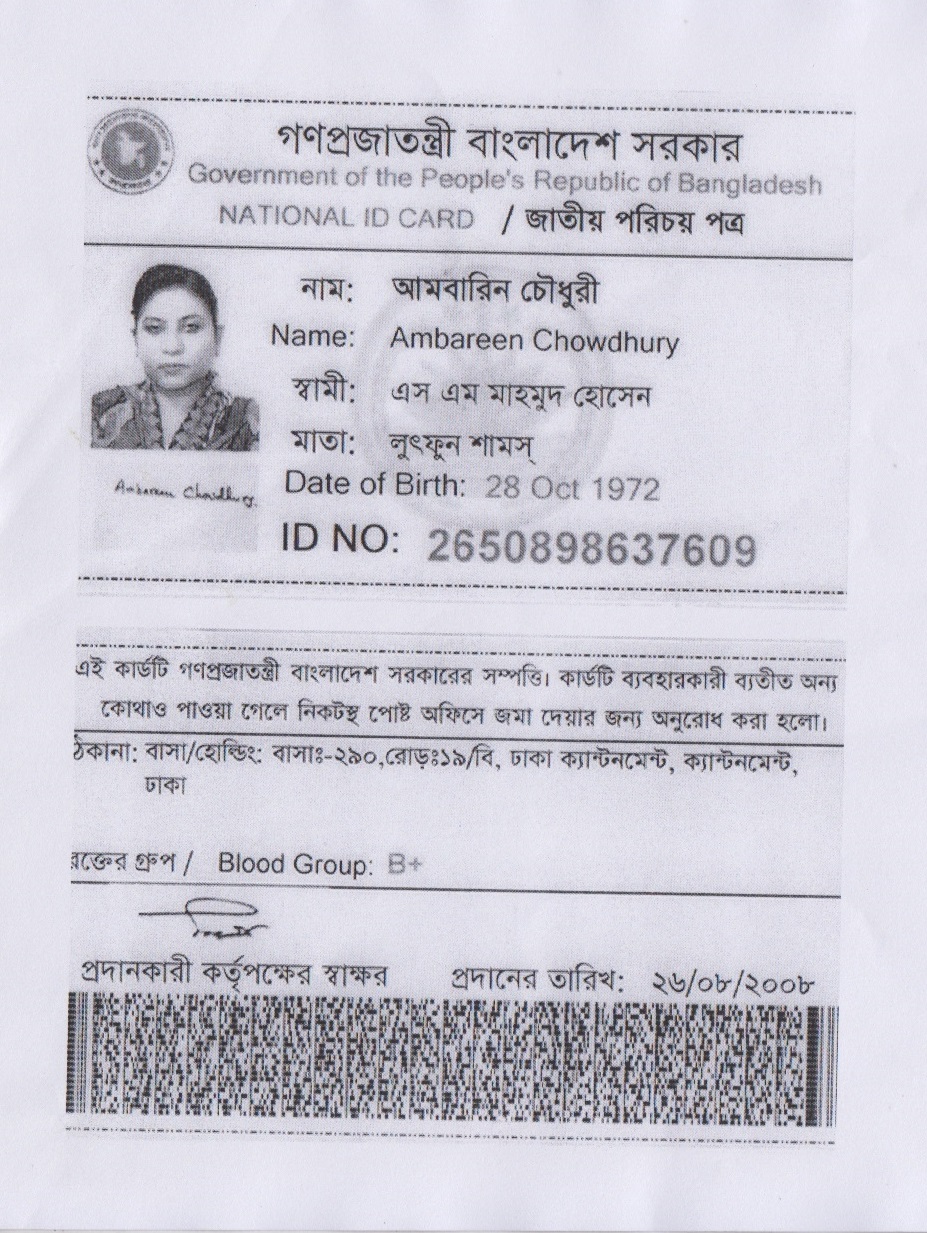 গণপ্রজাতন্ত্রী বাংলাদেশ সরকার
Government of the People's Republic of Bangladesh
NATIONAL ID CARD / জাতীয় পরিচয় পত্র
নাম: আমবারিন চৌধুরী
Name: Ambareen Chowdhury
স্বামী: এস এম মাহমুদ হোসেন
মাতা: লুৎফুন শামস্
Ambareen Chowdhury
Date of Birth: 28 Oct 1972
ID NO: 2650898637609
এই কার্ডটি গণপ্রজাতন্ত্রী বাংলাদেশ সরকারের সম্পত্তি। কার্ডটি ব্যবহারকারী ব্যতীত অন্য
কোথাও পাওয়া গেলে নিকটস্থ পোষ্ট অফিসে জমা দেয়ার জন্য অনুরোধ করা হলো।
ঠিকানা: বাসা/হোল্ডিং: বাসাঃ-২৯০,রোড়ঃ১৯/বি, ঢাকা ক্যান্টনমেন্ট, ক্যান্টনমেন্ট,
ঢাকা
রক্তের গ্রুপ / Blood Group: B+
প্রদানকারী কর্তৃপক্ষের স্বাক্ষর প্রদানের তারিখ: ২৬/০৮/২০০৮